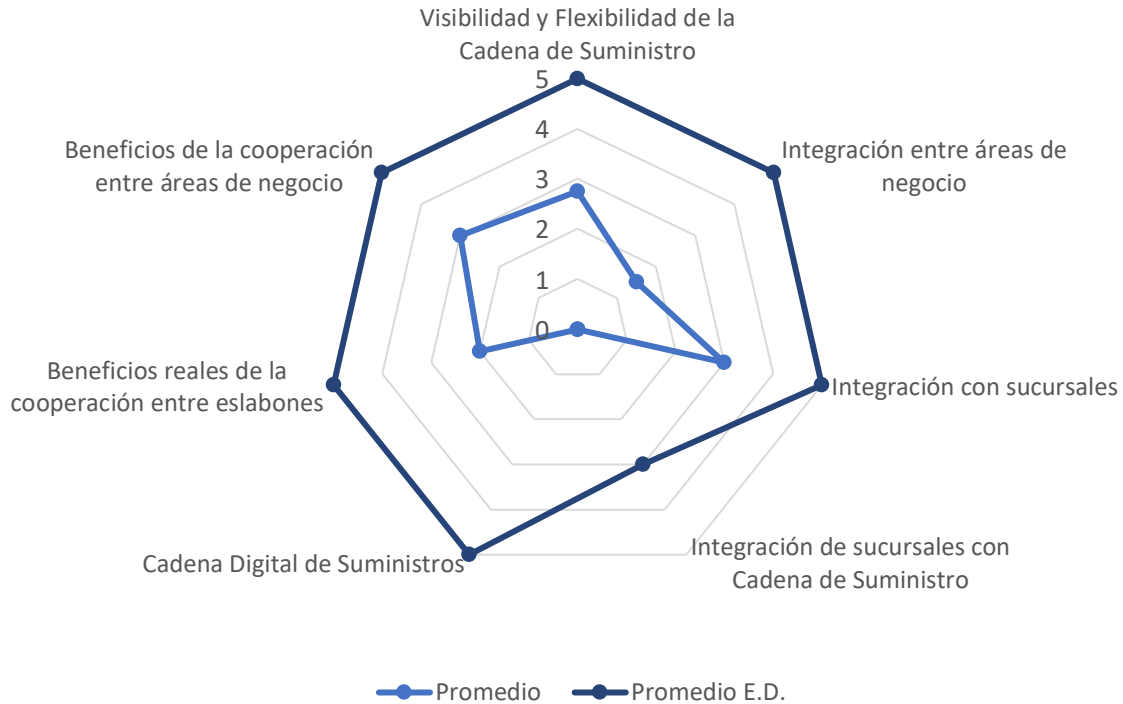 Visibilidad y Flexibilidad de la
Cadena de Suministro
5
4
3
2
1
0
Integración entre áreas de
negocio
Integración con sucursales
Integración de sucursales con
Cadena de Suministro
Cadena Digital de Suministros
Beneficios reales de la
cooperación entre eslabones
Beneficios de la cooperación
entre áreas de negocio
Promedio
Promedio E.D.